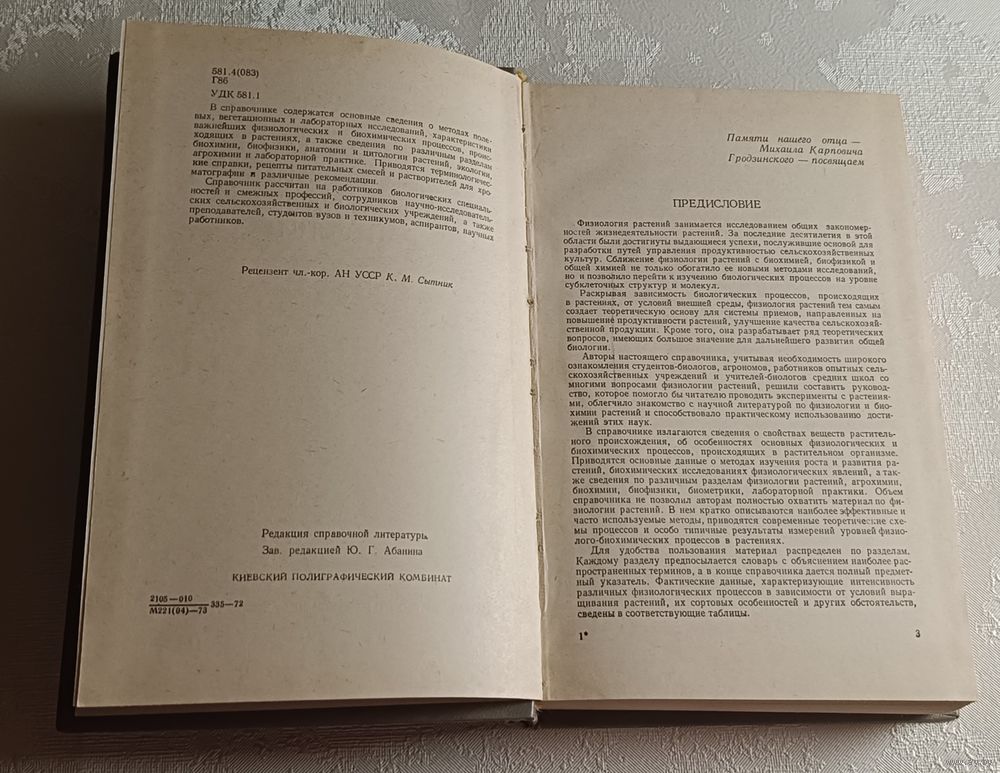 581.4(083)
Г86
УДК 581.1
В справочнике содержатся основные сведения о методах поле-
вых, вегетационных и лабораторных исследований, характеристики
важнейших физиологических и биохимических процессов, проис-
ходящих в растениях, а также сведения по различным разделам
биохимии, биофизики, анатомии и цитологии растений, экологии,
агрохимии и лабораторной практике. Приводятся терминологичес-
кие справки, рецепты питательных смесей и растворителей для хро-
матографии и различные рекомендации.
Справочник рассчитан на работников биологических специаль-
ностей и смежных профессий, сотрудников научно-исследователь-
ских сельскохозяйственных и биологических учреждений, а также
преподавателей, студентов вузов и техникумов, аспирантов, научных
работников.
Рецензент чл.-кор. АН УССР К. М. Сытник
Редакция справочной литературы
Зав. редакцией Ю. Г. Абанина
КИЕВСКИЙ ПОЛИГРАФИЧЕСКИЙ КОМБИНАТ
2105—010
М221(04)—73 335—72
Памяти нашего отца —
Михаила Карповича
Гродзинского — посвящаем
ПРЕДИСЛОВИЕ
Физиология растений занимается исследованием общих закономер-
ностей жизнедеятельности растений. За последние десятилетия в этой
области были достигнуты выдающиеся успехи, послужившие основой для
разработки путей управления продуктивностью сельскохозяйственных
культур. Сближение физиологии растений с биохимией, биофизикой и
общей химией не только обогатило ее новыми методами исследований,
но и позволило перейти к изучению биологических процессов на уровне
субклеточных структур и молекул.
Раскрывая зависимость биологических процессов, происходящих
в растениях, от условий внешней среды, физиология растений тем самым
создает теоретическую основу для системы приемов, направленных на
повышение продуктивности растений, улучшение качества сельскохозяй-
ственной продукции. Кроме того, она разрабатывает ряд теоретических
вопросов, имеющих большое значение для дальнейшего развития общей
биологии.
Авторы настоящего справочника, учитывая необходимость широкого
ознакомления студентов-биологов, агрономов, работников опытных сель-
скохозяйственных учреждений и учителей-биологов средних школ со
многими вопросами физиологии растений, решили составить руковод-
ство, которое помогло бы читателю проводить эксперименты с растения-
ми, облегчило знакомство с научной литературой по физиологии и био-
химии растений и способствовало практическому использованию дости-
жений этих наук.
В справочнике излагаются сведения о свойствах веществ раститель-
ного происхождения, об особенностях основных физиологических и
биохимических процессов, происходящих в растительном организме.
Приводятся основные данные о методах изучения роста и развития ра-
стений, биохимических исследованиях физиологических явлений, а так-
же сведения по различным разделам физиологии растений, агрохимии,
биохимии, биофизики, биометрики, лабораторной практики. Объем
справочника не позволил авторам полностью охватить материал по фи-
зиологии растений. В нем кратко описываются наиболее эффективные и
часто используемые методы, приводятся современные теоретические схе-
мы процессов и особо типичные результаты измерений уровней физио-
лого-биохимических процессов в растениях.
Для удобства пользования материал распределен по разделам.
Каждому разделу предпосылается словарь с объяснением наиболее рас-
пространенных терминов, а в конце справочника дается полный предмет-
ный указатель. Фактические данные, характеризующие интенсивность
различных физиологических процессов в зависимости от условий выра-
щивания растений, их сортовых особенностей и других обстоятельств,
сведены в соответствующие таблицы.
1*
3